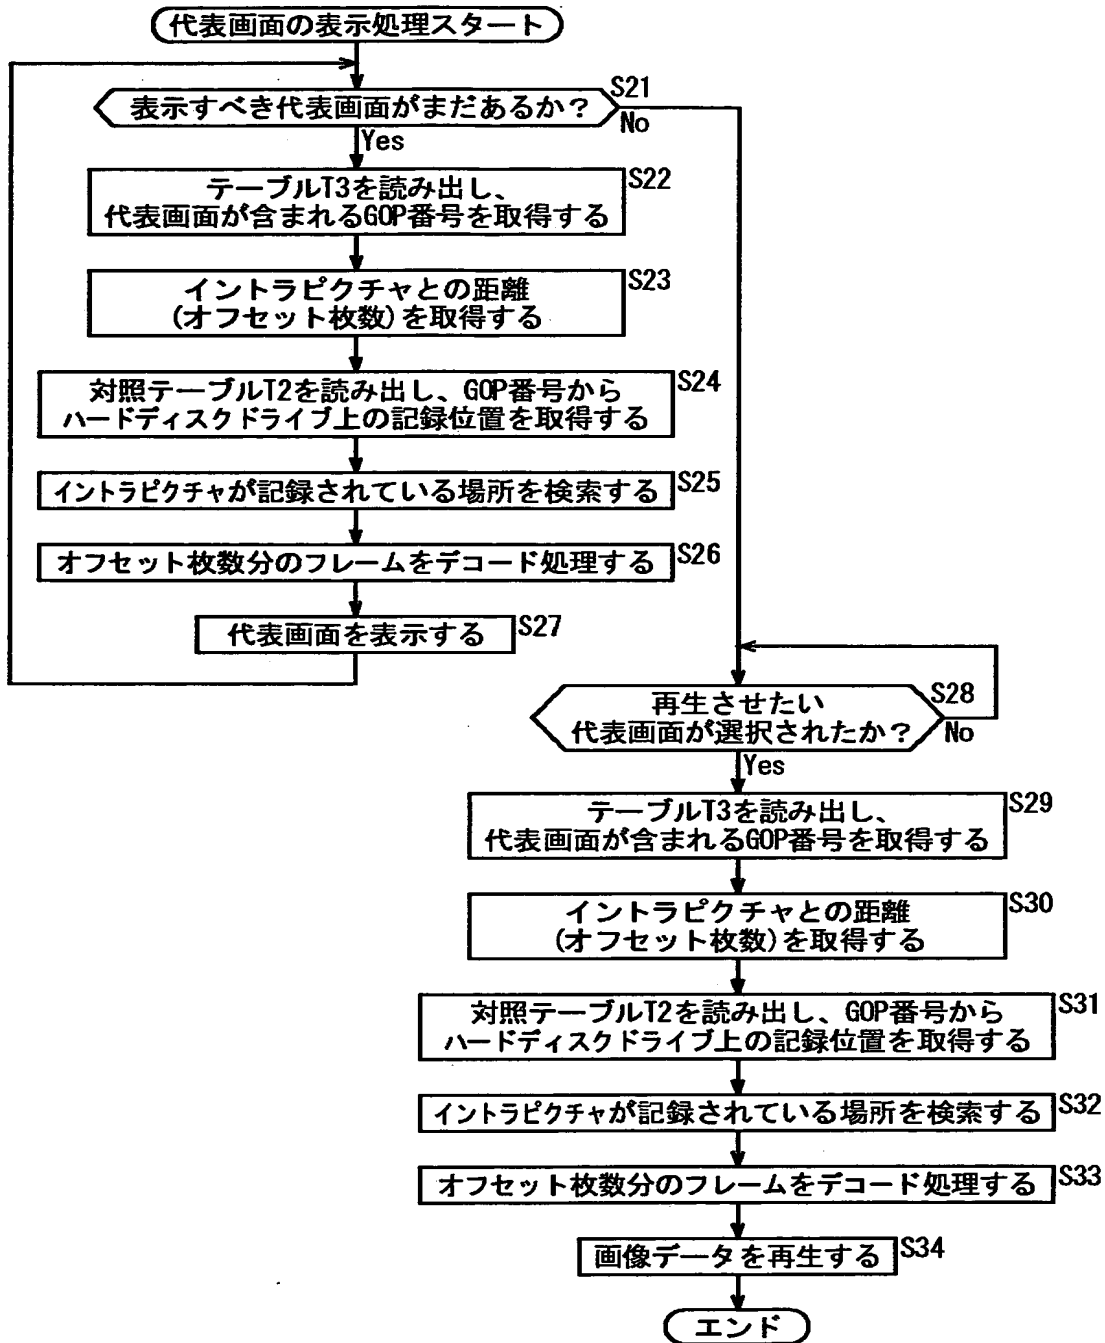 代表画面の表示処理スタート
表示すべき代表画面がまだあるか?
S21
No
Yes
テーブルT3を読み出し、
代表画面が含まれるGOP番号を取得する
S22
イントラピクチャとの距離
(オフセット枚数)を取得する
S23
対照テーブルT2を読み出し、GOP番号から
ハードディスクドライブ上の記録位置を取得する
S24
イントラピクチャが記録されている場所を検索する
S25
オフセット枚数分のフレームをデコード処理する
S26
代表画面を表示する
S27
再生させたい
代表画面が選択されたか?
S28
No
Yes
テーブルT3を読み出し、
代表画面が含まれるGOP番号を取得する
S29
イントラピクチャとの距離
(オフセット枚数)を取得する
S30
対照テーブルT2を読み出し、GOP番号から
ハードディスクドライブ上の記録位置を取得する
S31
イントラピクチャが記録されている場所を検索する
S32
オフセット枚数分のフレームをデコード処理する
S33
画像データを再生する
S34
エンド